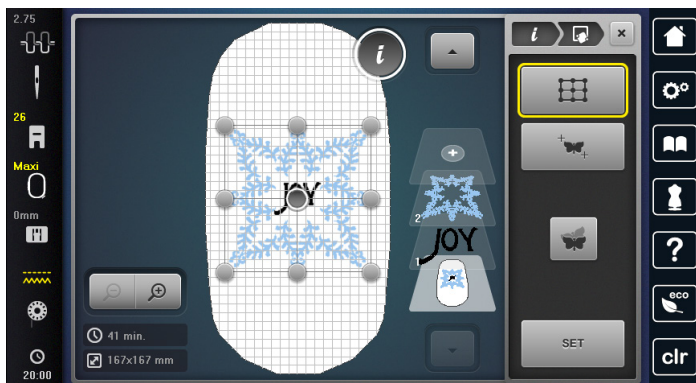 2.75
26
Maxi
0mm
20:00
i
JOY
41 min.
167x167 mm
2
JOY
1
i
×
SET
?
eco
clr